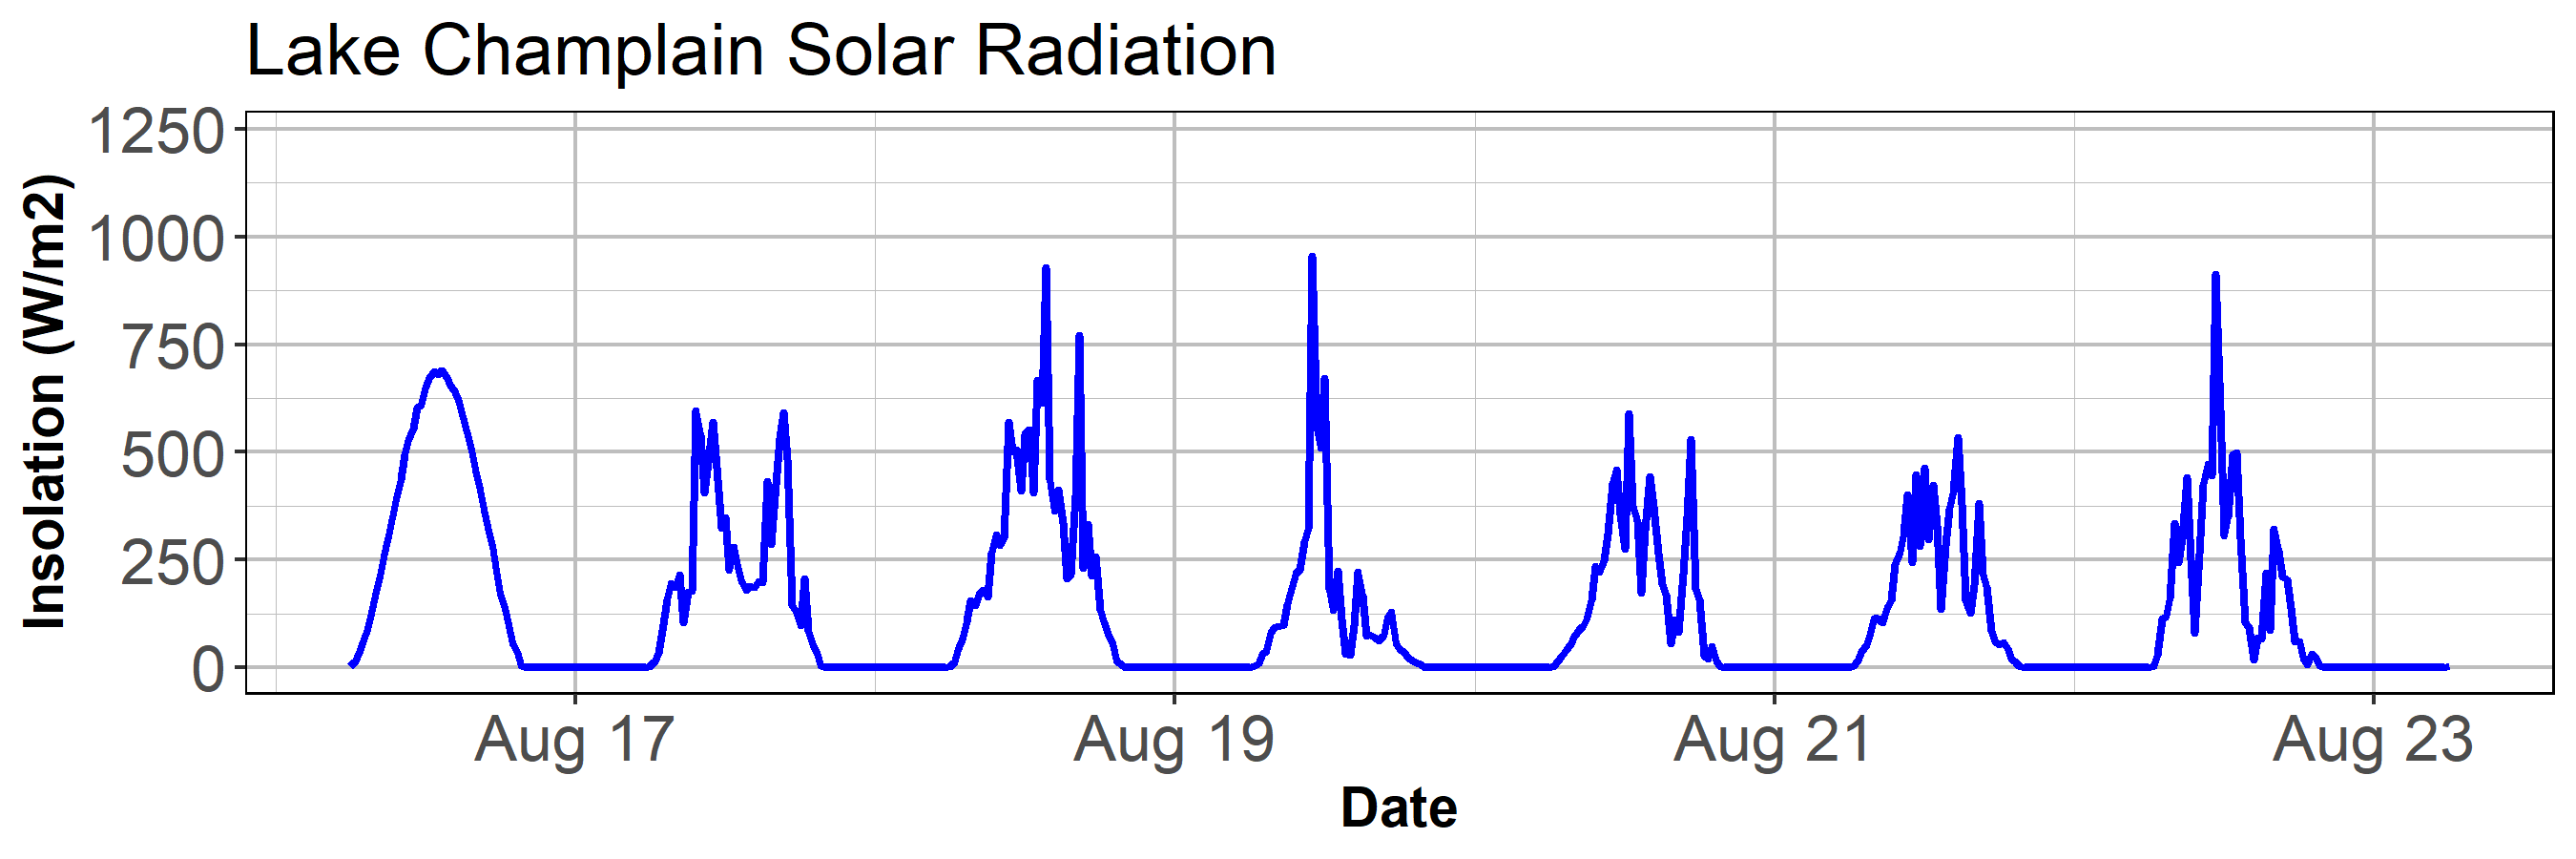 Lake Champlain Solar Radiation
Insolation (W/m2)
1250
1000
750
500
250
0
Aug 17 Aug 19 Aug 21 Aug 23
Date